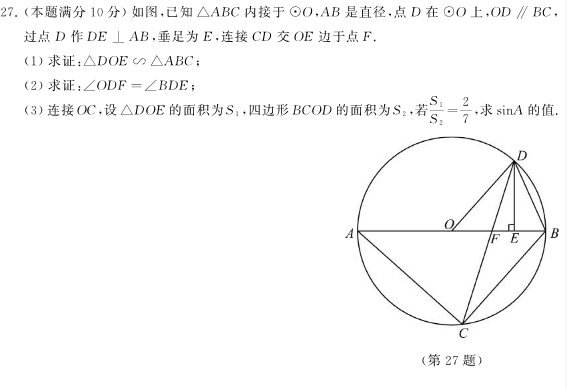 27.(本题满分10分)如图,已知△ABC内接于⊙O,AB是直径,点D在⊙O上,OD∥BC,
过点D作DE⊥AB,垂足为E,连接CD交OE边于点F.
(1)求证:△DOE∽△ABC;
(2)求证:∠ODF=∠BDE;
(3)连接OC,设△DOE的面积为S₁,四边形BCOD的面积为S₂,若S₁/S₂=2/7,求sinA的值.
D
O
A
F
E
B
C
(第27题)